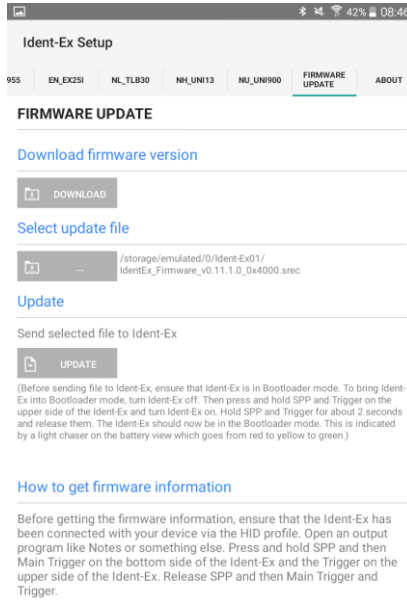 42% 08:46
Ident-Ex Setup
955 EN_EX25I NL_TLB30 NH_UNI13 NU_UNI900 FIRMWARE UPDATE ABOUT
FIRMWARE UPDATE
Download firmware version
DOWNLOAD
Select update file
... /storage/emulated/0/Ident-Ex01/
IdentEx_Firmware_v0.11.1.0_0x4000.srec
Update
Send selected file to Ident-Ex
UPDATE
(Before sending file to Ident-Ex, ensure that Ident-Ex is in Bootloader mode. To bring Ident-
Ex into Bootloader mode, turn Ident-Ex off. Then press and hold SPP and Trigger on the
upper side of the Ident-Ex and turn Ident-Ex on. Hold SPP and Trigger for about 2 seconds
and release them. The Ident-Ex should now be in the Bootloader mode. This is indicated
by a light chaser on the battery view which goes from red to yellow to green.)
How to get firmware information
Before getting the firmware information, ensure that the Ident-Ex has
been connected with your device via the HID profile. Open an output
program like Notes or something else. Press and hold SPP and then
Main Trigger on the bottom side of the Ident-Ex and the Trigger on the
upper side of the Ident-Ex. Release SPP and then Main Trigger and
Trigger.